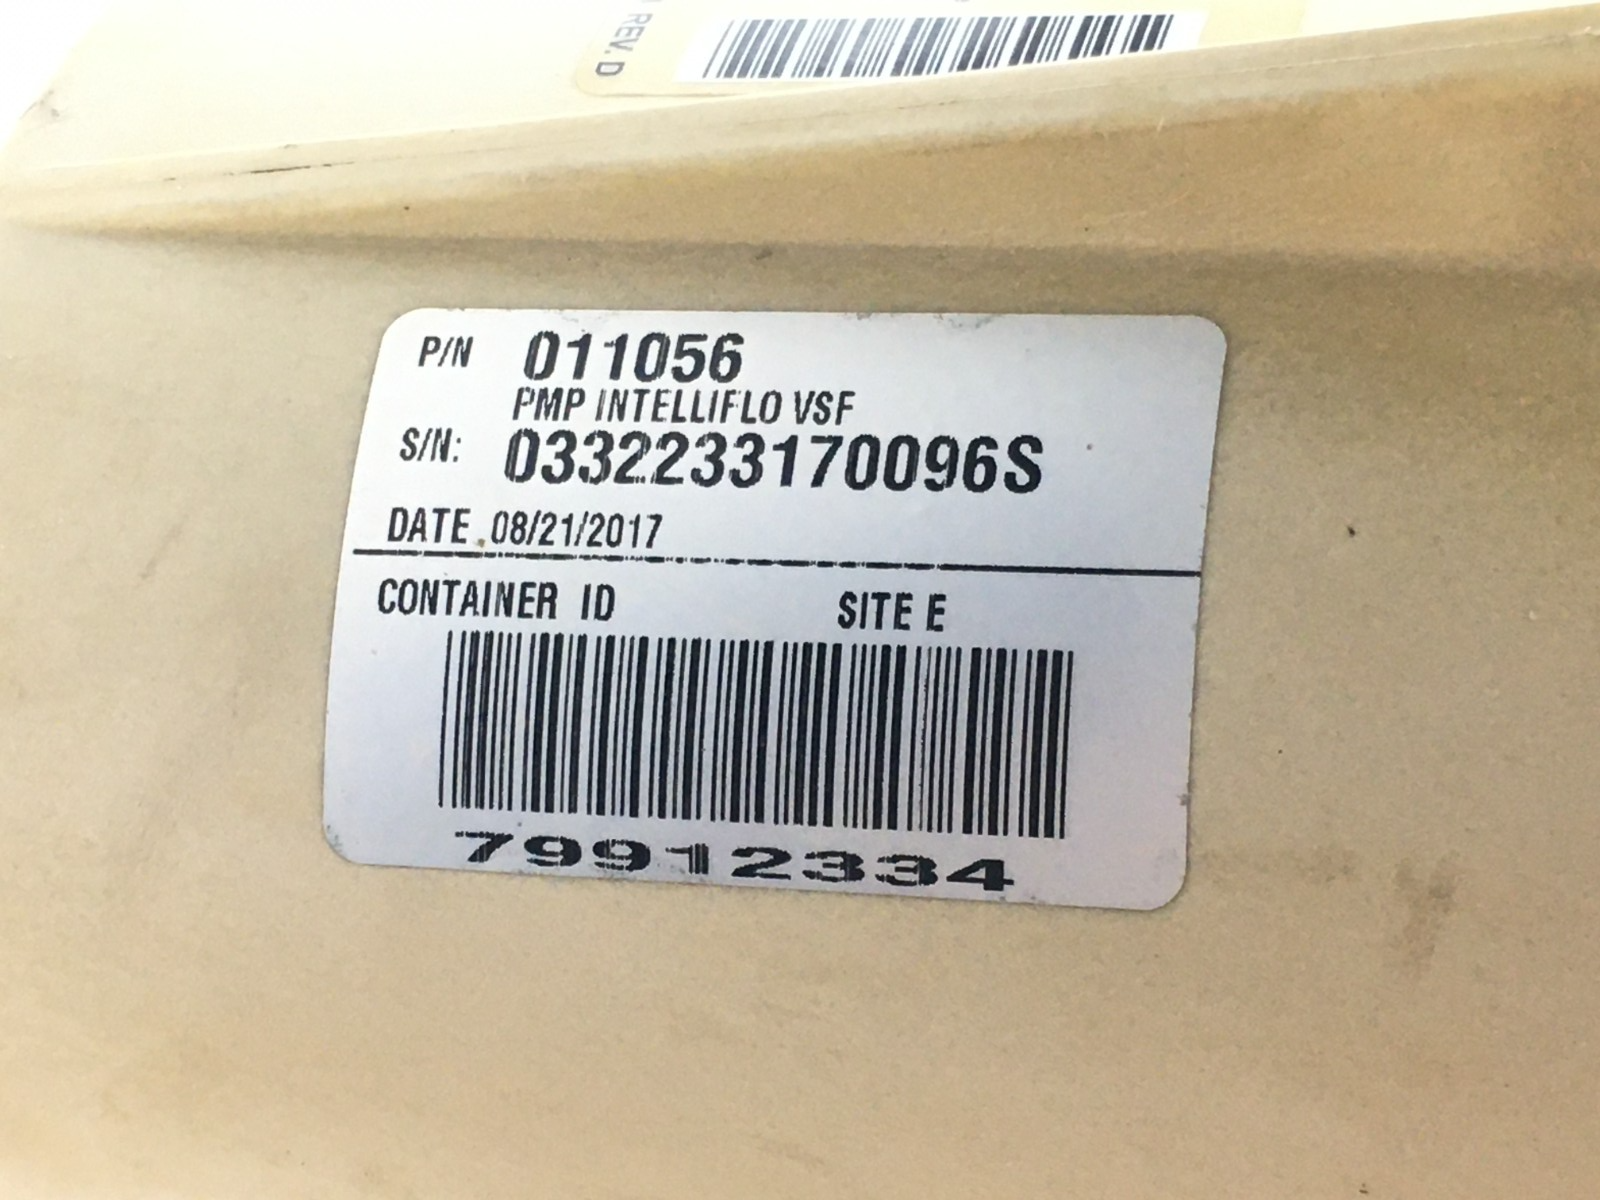 REV. D
P/N 011056
PMP INTELLIFLO VSF
S/N: 0332233170096S
DATE 08/21/2017
CONTAINER ID SITE E
79912334